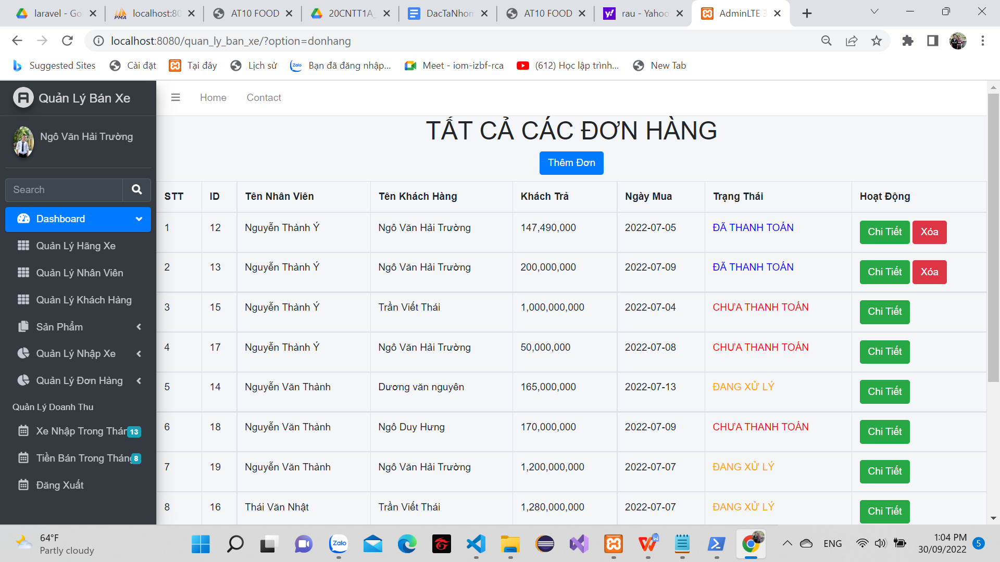 laravel - Go
localhost:80
AT10 FOOD
20CNTT1A_
DacTaNhom
AT10 FOOD
rau - Yahoo
AdminLTE 3
localhost:8080/quan_ly_ban_xe/?option=donhang
Suggested Sites
Cài đặt
Tại đây
Lịch sử
Bạn đã đăng nhập...
Meet - iom-izbf-rca
(612) Học lập trình...
New Tab
Quản Lý Bán Xe
Home
Contact
Ngô Văn Hải Trường
Search
Dashboard
Quản Lý Hãng Xe
Quản Lý Nhân Viên
Quản Lý Khách Hàng
Sản Phẩm
Quản Lý Nhập Xe
Quản Lý Đơn Hàng
Quản Lý Doanh Thu
Xe Nhập Trong Thán 13
Tiền Bán Trong Tháng 8
Đăng Xuất
TẤT CẢ CÁC ĐƠN HÀNG
Thêm Đơn
STT ID Tên Nhân Viên Tên Khách Hàng Khách Trả Ngày Mua Trạng Thái Hoạt Động
1 12 Nguyễn Thành Ý Ngô Văn Hải Trường 147,490,000 2022-07-05 ĐÃ THANH TOÁN Chi Tiết Xóa
2 13 Nguyễn Thành Ý Ngô Văn Hải Trường 200,000,000 2022-07-09 ĐÃ THANH TOÁN Chi Tiết Xóa
3 15 Nguyễn Thành Ý Trần Viết Thái 1,000,000,000 2022-07-04 CHƯA THANH TOÁN Chi Tiết
4 17 Nguyễn Thành Ý Ngô Văn Hải Trường 50,000,000 2022-07-08 CHƯA THANH TOÁN Chi Tiết
5 14 Nguyễn Văn Thành Dương văn nguyên 165,000,000 2022-07-13 ĐANG XỬ LÝ Chi Tiết
6 18 Nguyễn Văn Thành Ngô Duy Hưng 170,000,000 2022-07-09 CHƯA THANH TOÁN Chi Tiết
7 19 Nguyễn Văn Thành Ngô Văn Hải Trường 1,200,000,000 2022-07-07 ĐANG XỬ LÝ Chi Tiết
8 16 Thái Văn Nhật Trần Viết Thái 1,280,000,000 2022-07-07 ĐANG XỬ LÝ Chi Tiết
64°F
Partly cloudy
Zalo
ENG
1:04 PM
30/09/2022
5